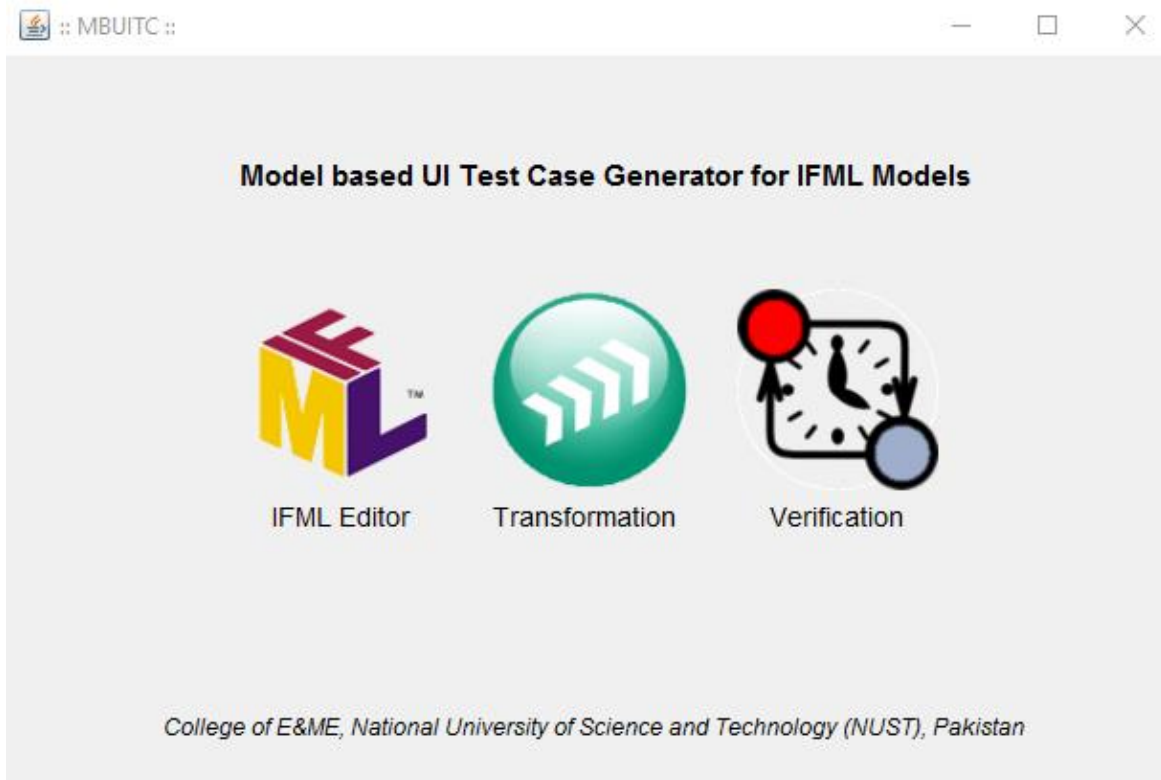 :: MBUITC ::
Model based UI Test Case Generator for IFML Models
IFML
TM
IFML Editor
Transformation
Verification
College of E&ME, National University of Science and Technology (NUST), Pakistan